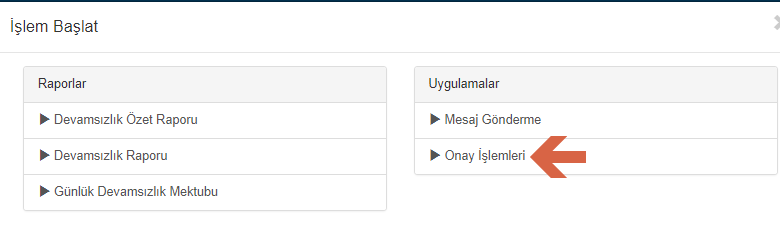 İşlem Başlat
Raporlar
Devamsızlık Özet Raporu
Devamsızlık Raporu
Günlük Devamsızlık Mektubu
Uygulamalar
Mesaj Gönderme
Onay İşlemleri